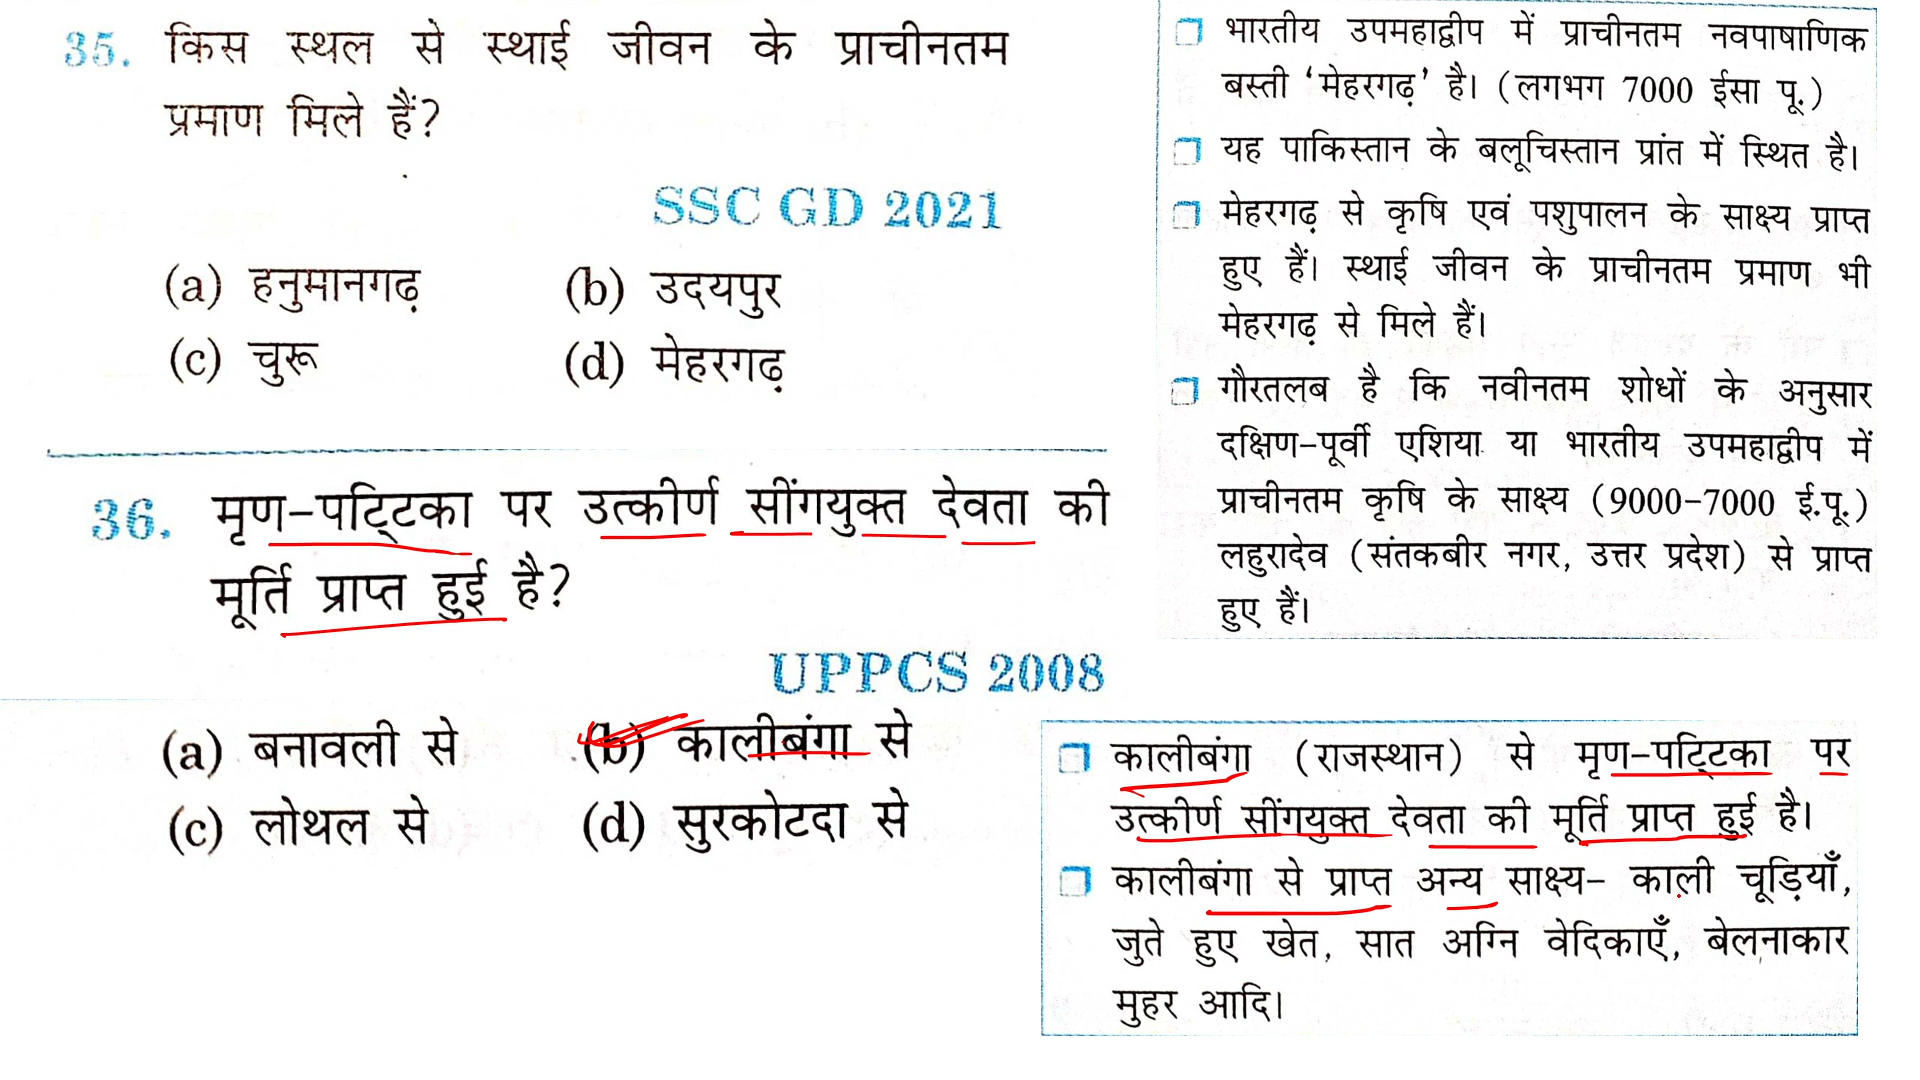 35. किस स्थल से स्थाई जीवन के प्राचीनतम
प्रमाण मिले हैं?
SSC GD 2021
(a) हनुमानगढ़ (b) उदयपुर
(c) चुरू (d) मेहरगढ़
36. मृण-पट्टिका पर उत्कीर्ण सींगयुक्त देवता की
मूर्ति प्राप्त हुई है?
UPPCS 2008
(a) बनावली से (b) कालीबंगा से
(c) लोथल से (d) सुरकोटदा से
भारतीय उपमहाद्वीप में प्राचीनतम नवपाषाणिक
बस्ती ‘मेहरगढ़’ है। (लगभग 7000 ईसा पू.)
यह पाकिस्तान के बलूचिस्तान प्रांत में स्थित है।
मेहरगढ़ से कृषि एवं पशुपालन के साक्ष्य प्राप्त
हुए हैं। स्थाई जीवन के प्राचीनतम प्रमाण भी
मेहरगढ़ से मिले हैं।
गौरतलब है कि नवीनतम शोधों के अनुसार
दक्षिण-पूर्वी एशिया या भारतीय उपमहाद्वीप में
प्राचीनतम कृषि के साक्ष्य (9000-7000 ई.पू.)
लहुरादेव (संतकबीर नगर, उत्तर प्रदेश) से प्राप्त
हुए हैं।
कालीबंगा (राजस्थान) से मृण-पट्टिका पर
उत्कीर्ण सींगयुक्त देवता की मूर्ति प्राप्त हुई है।
कालीबंगा से प्राप्त अन्य साक्ष्य- काली चूड़ियाँ,
जुते हुए खेत, सात अग्नि वेदिकाएँ, बेलनाकार
मुहर आदि।